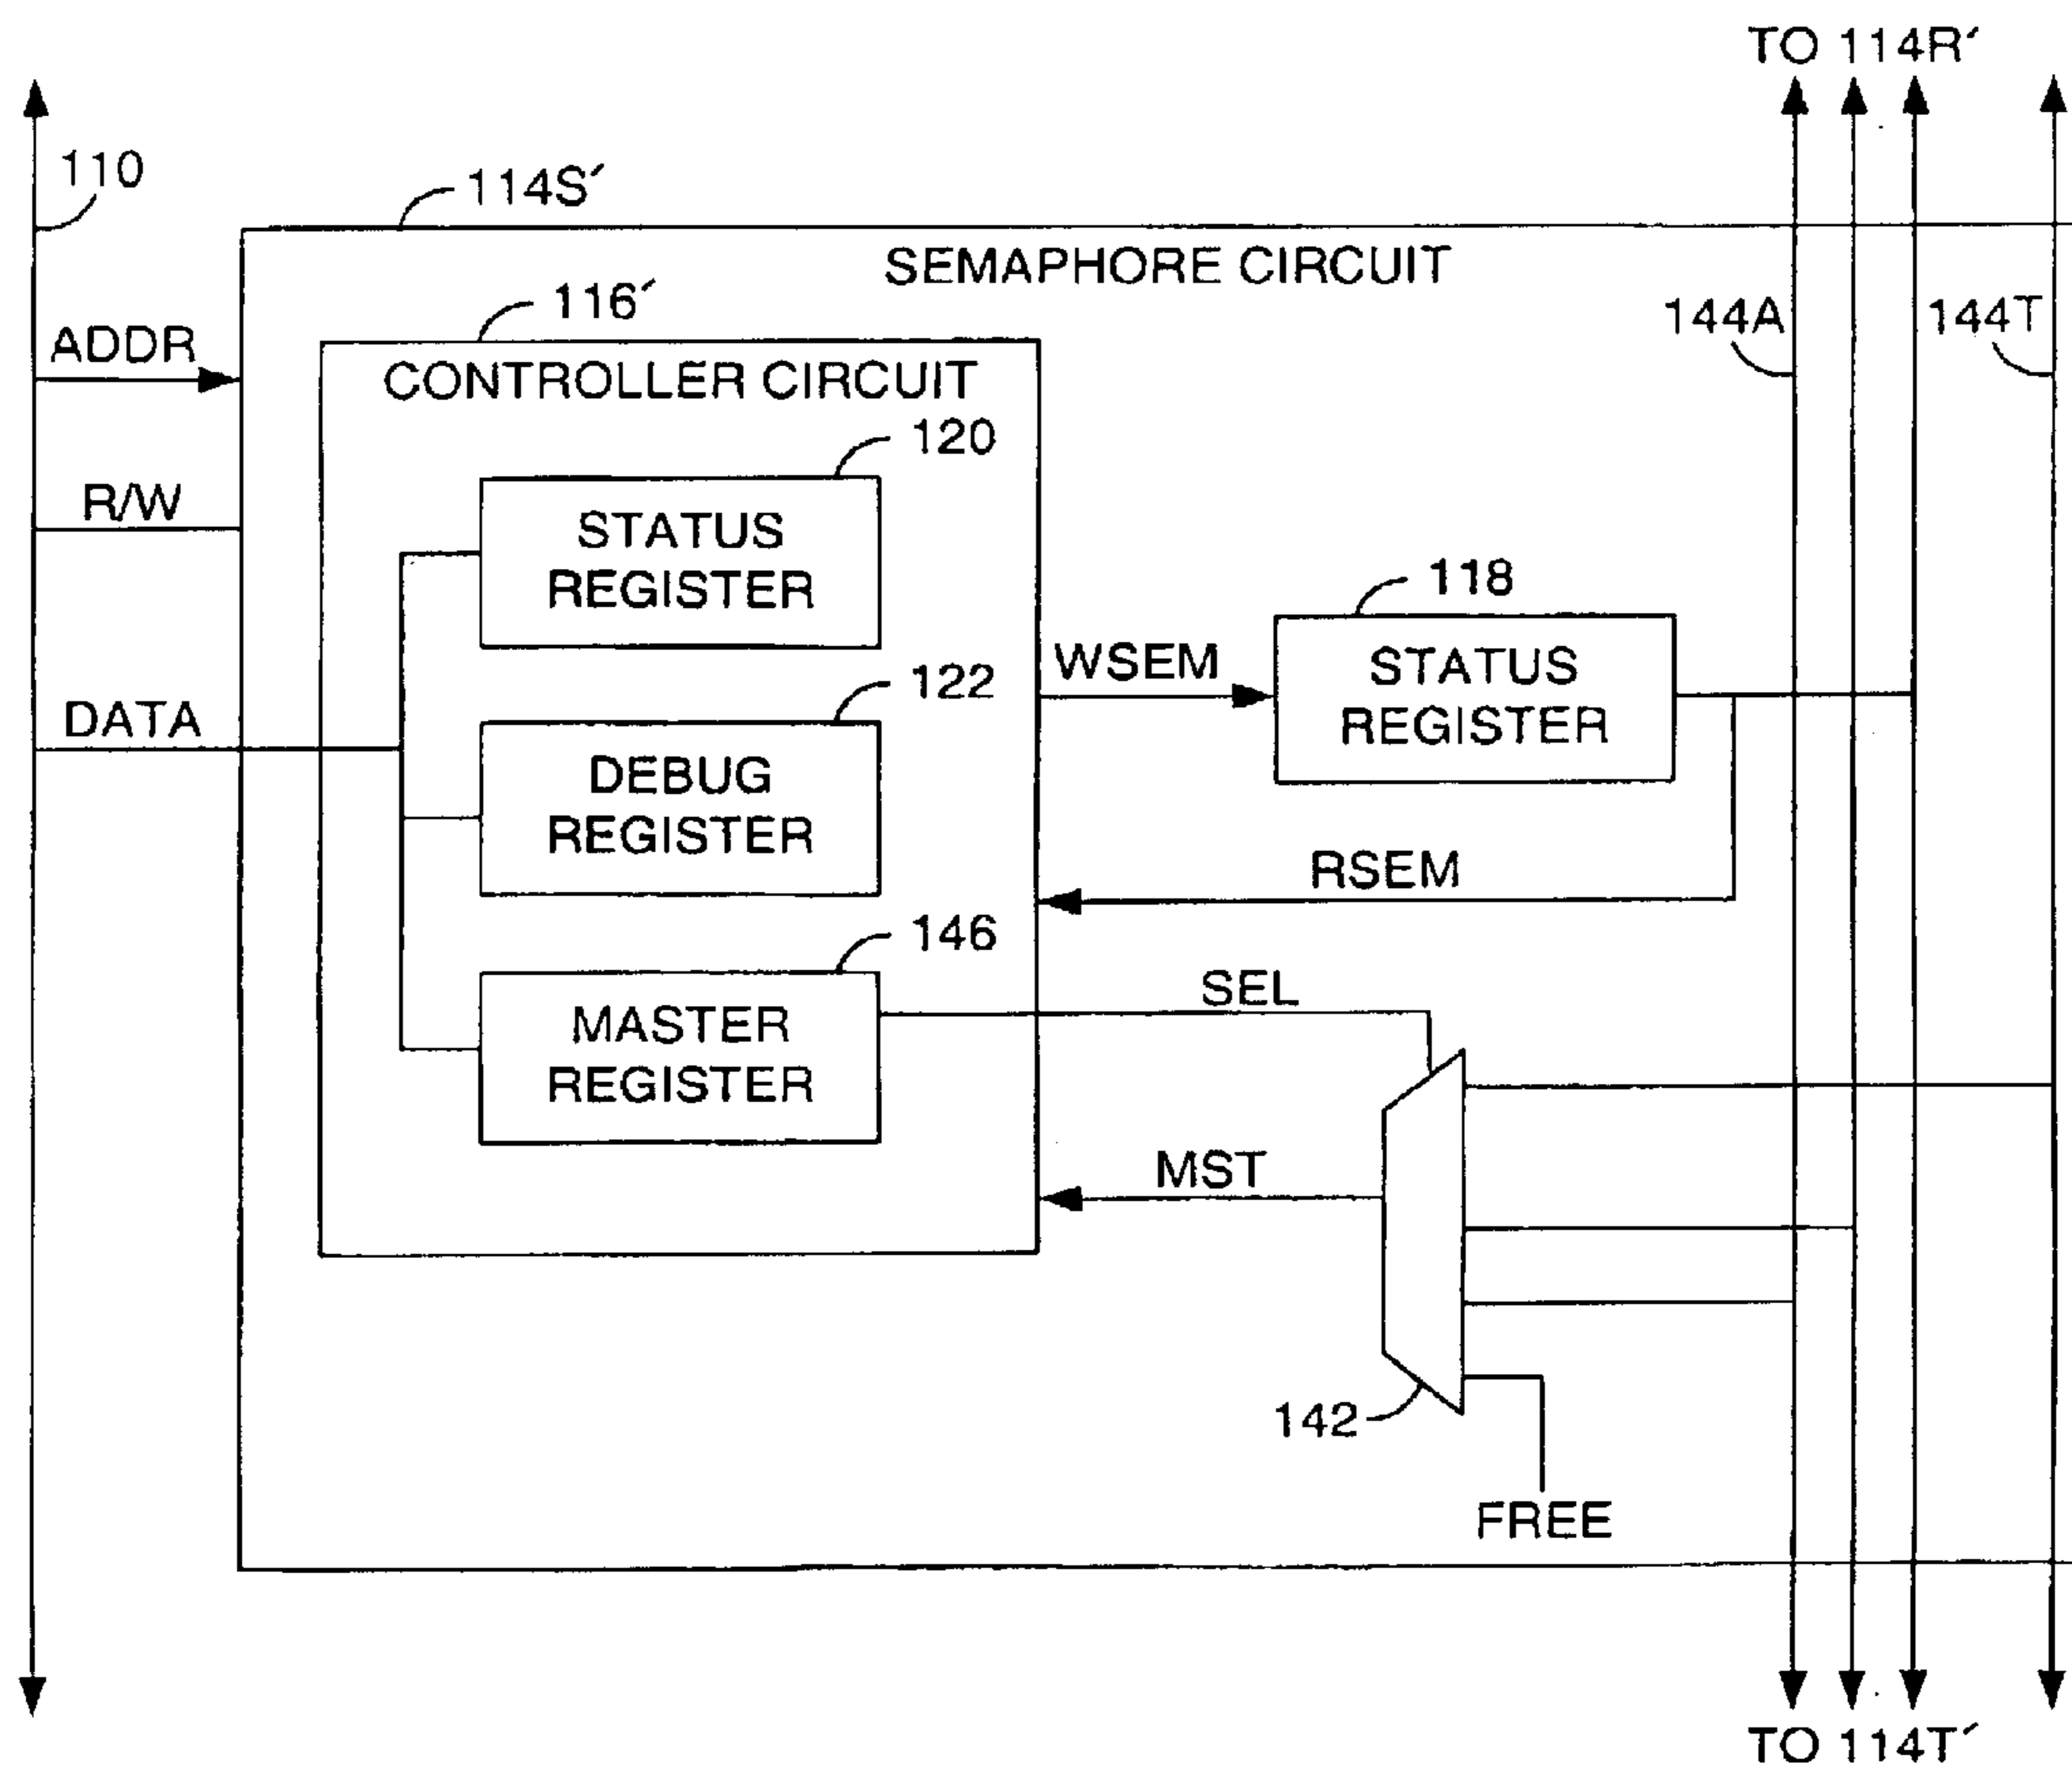 TO 114R′
110
114S′
SEMAPHORE CIRCUIT
116′
144A
144T
ADDR
CONTROLLER CIRCUIT
120
R/W
STATUS
REGISTER
118
122
WSEM
STATUS
REGISTER
DATA
DEBUG
REGISTER
RSEM
146
SEL
MASTER
REGISTER
MST
142
FREE
TO 114T′